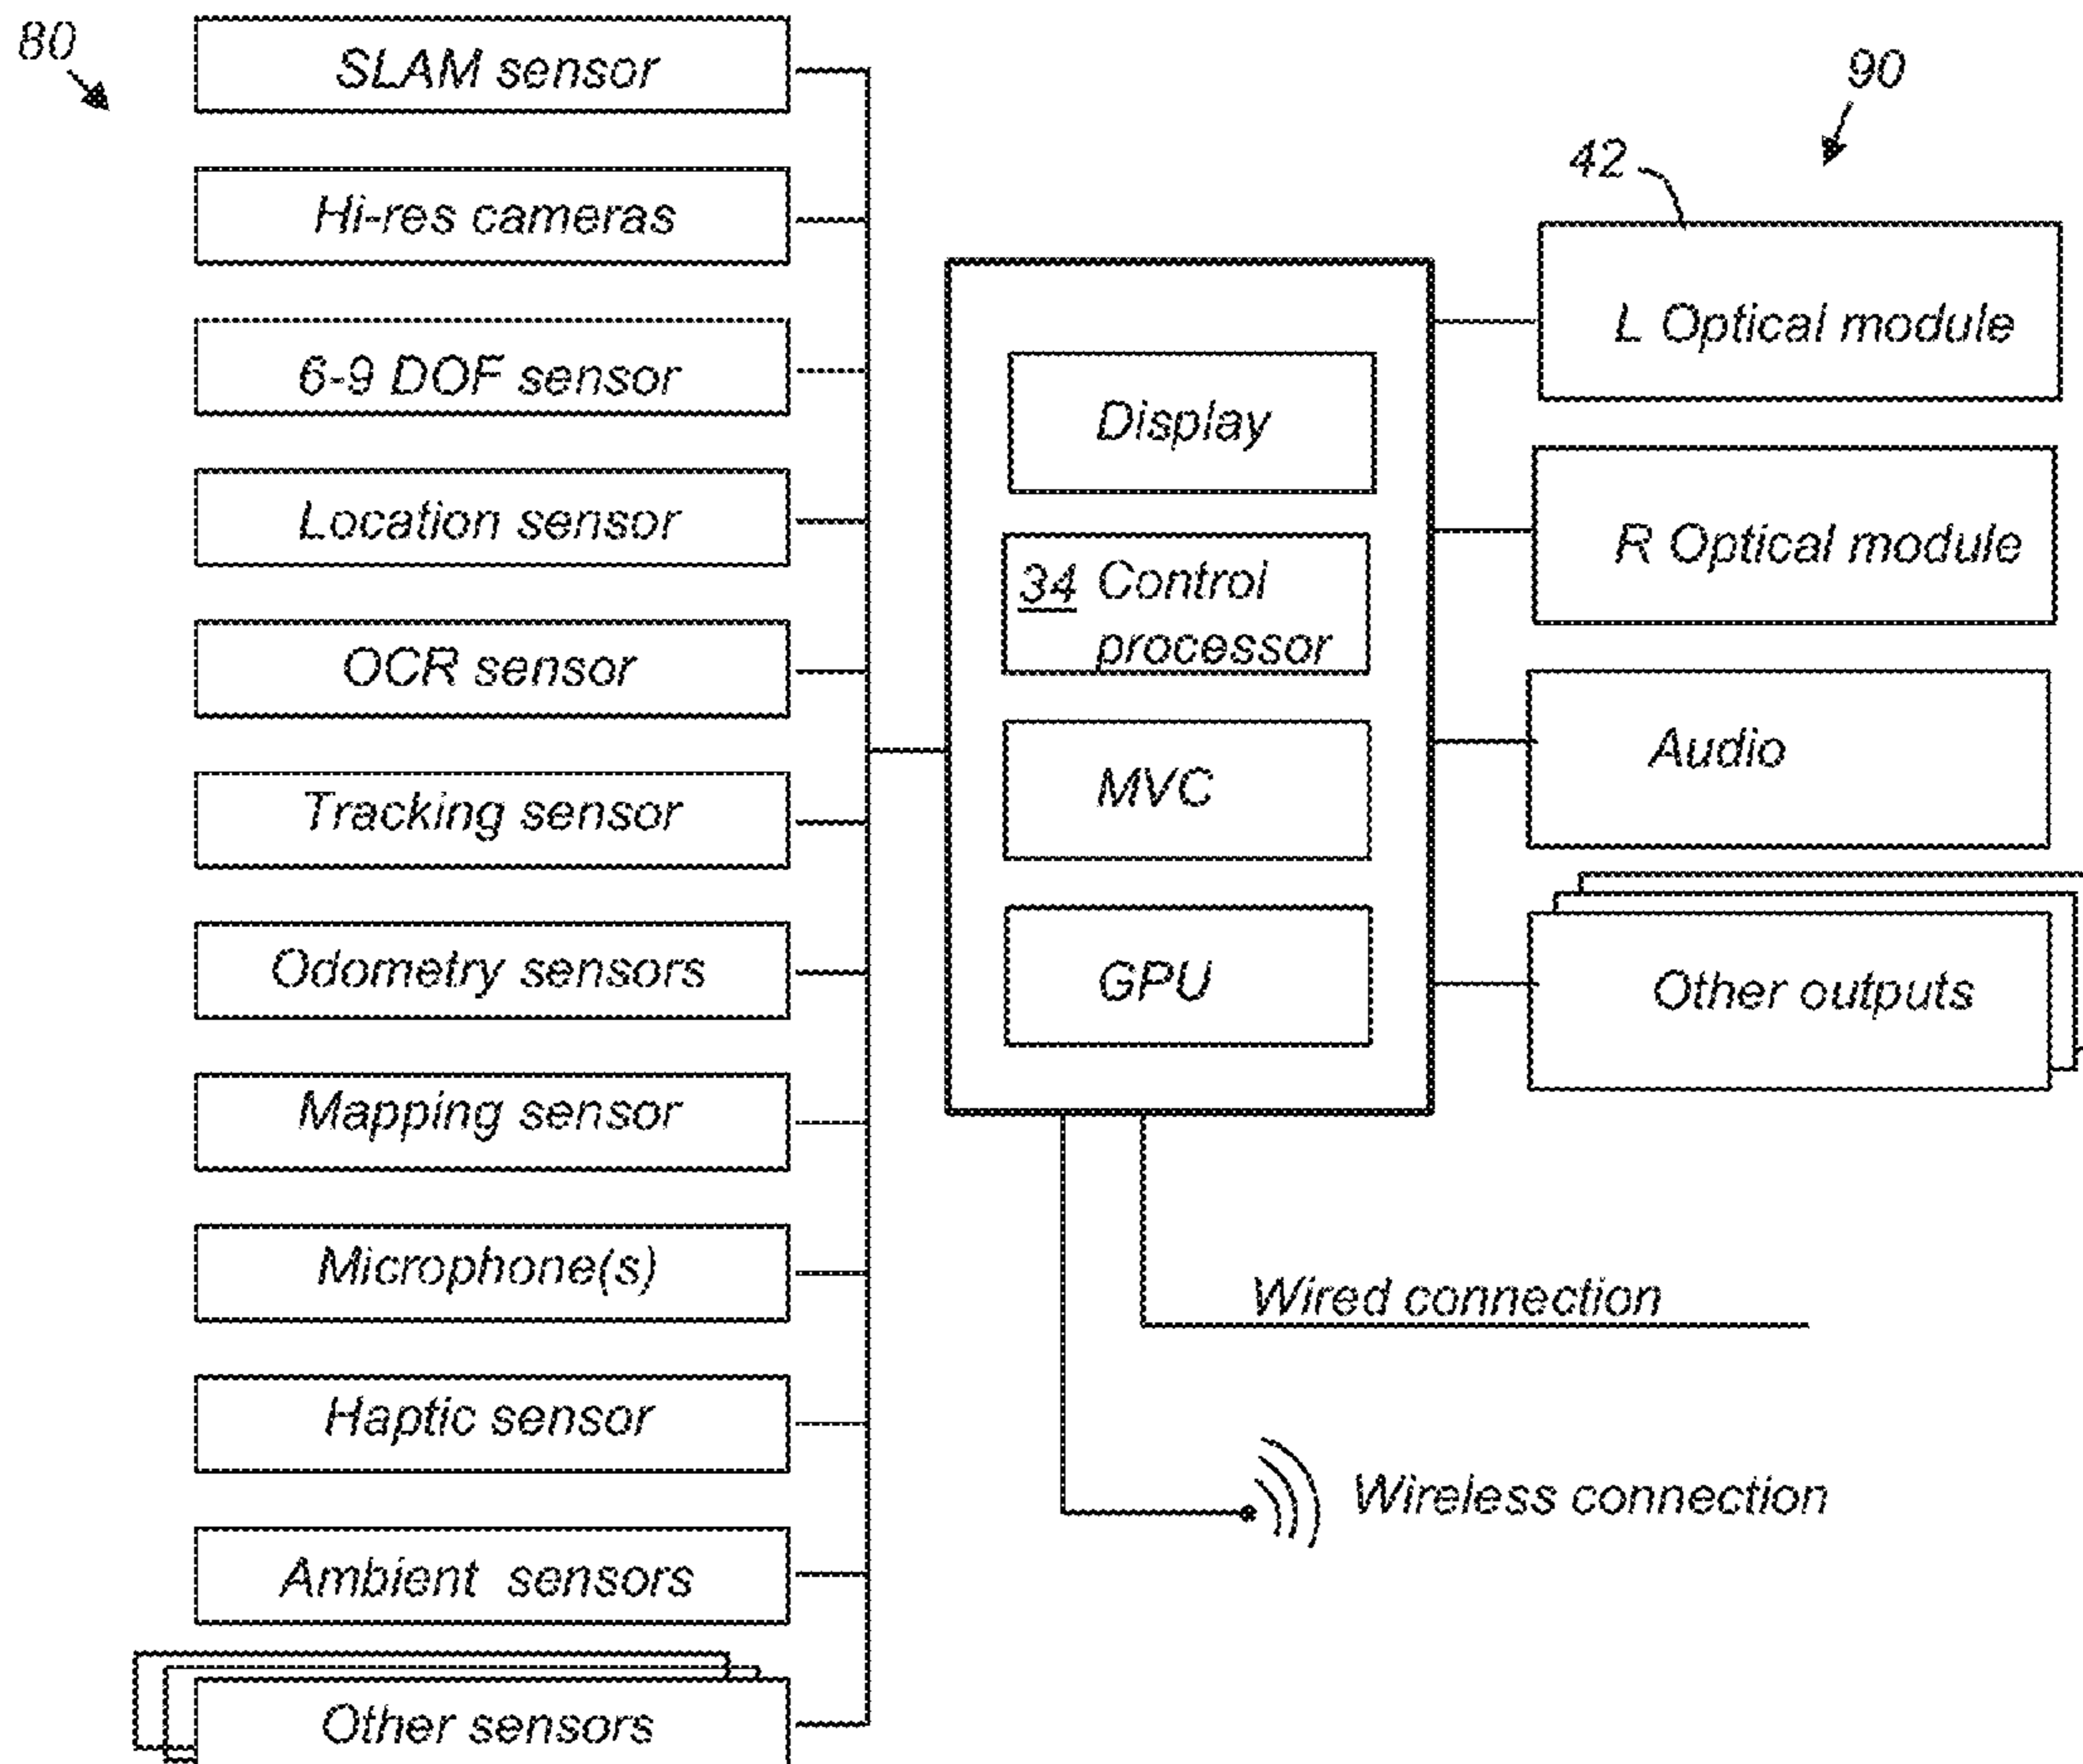 80
SLAM sensor
Hi-res cameras
6-9 DOF sensor
Location sensor
OCR sensor
Tracking sensor
Odometry sensors
Mapping sensor
Microphone(s)
Haptic sensor
Ambient sensors
Other sensors
Display
34 Control
processor
MVC
GPU
90
42
L Optical module
R Optical module
Audio
Other outputs
Wired connection
Wireless connection